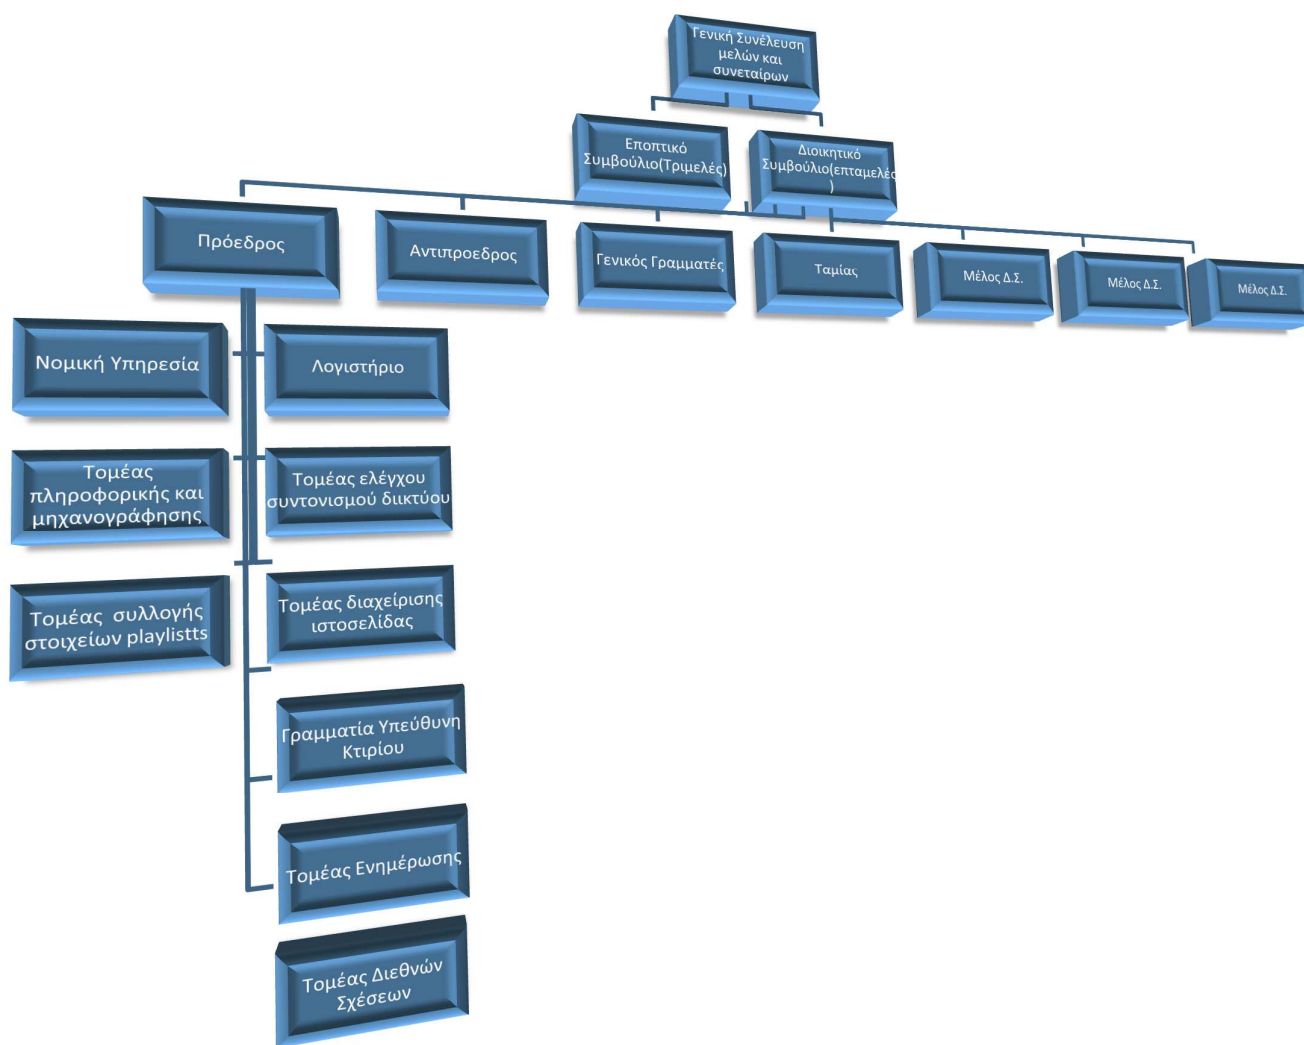 Γενική Συνέλευση
μελών και
συνεταίρων
Εποπτικό
Συμβούλιο(Τριμελές)
Διοικητικό
Συμβούλιο(επταμελές
)
Πρόεδρος
Αντιπροεδρος
Γενικός Γραμματές
Ταμίας
Μέλος Δ.Σ.
Μέλος Δ.Σ.
Μέλος Δ.Σ.
Νομική Υπηρεσία
Λογιστήριο
Τομέας
πληροφορικής και
μηχανογράφησης
Τομέας ελέγχου
συντονισμού διικτύου
Τομέας συλλογής
στοιχείων playlistts
Τομέας διαχείρισης
ιστοσελίδας
Γραμματία Υπεύθυνη
Κτιρίου
Τομέας Ενημέρωσης
Τομέας Διεθνών
Σχέσεων